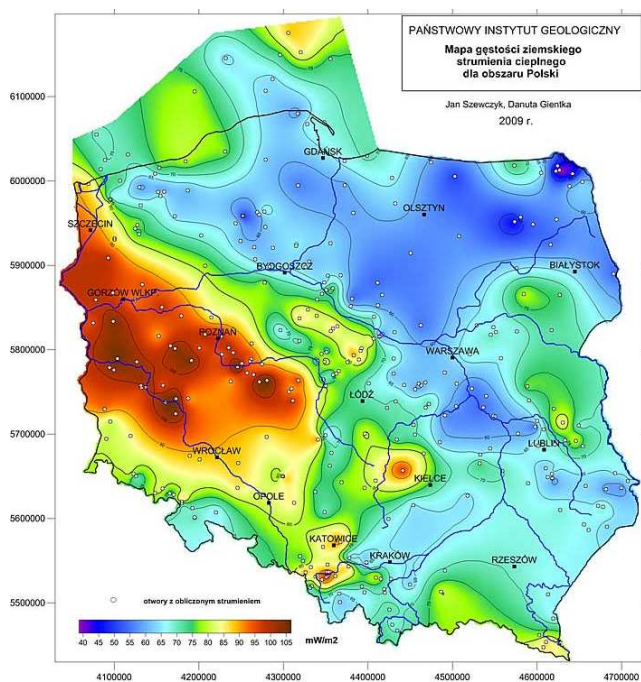 PAŃSTWOWY INSTYTUT GEOLOGICZNY
Mapa gęstości ziemskiego
strumienia cieplnego
dla obszaru Polski
Jan Szewczyk, Danuta Gientka
2009 r.
6100000
6000000
5900000
5800000
5700000
5600000
5500000
GDAŃSK
OLSZTYN
SZCZECIN
BIAŁYSTOK
BYDGOSZCZ
GORZÓW WLKP.
POZNAŃ
WARSZAWA
ŁÓDŹ
LUBLIN
WROCŁAW
KIELCE
OPOLE
KATOWICE
KRAKÓW
RZESZÓW
otwory z obliczonym strumieniem
40 45 50 55 60 65 70 75 80 85 90 95 100 105
mW/m2
4100000 4200000 4300000 4400000 4500000 4600000 4700000